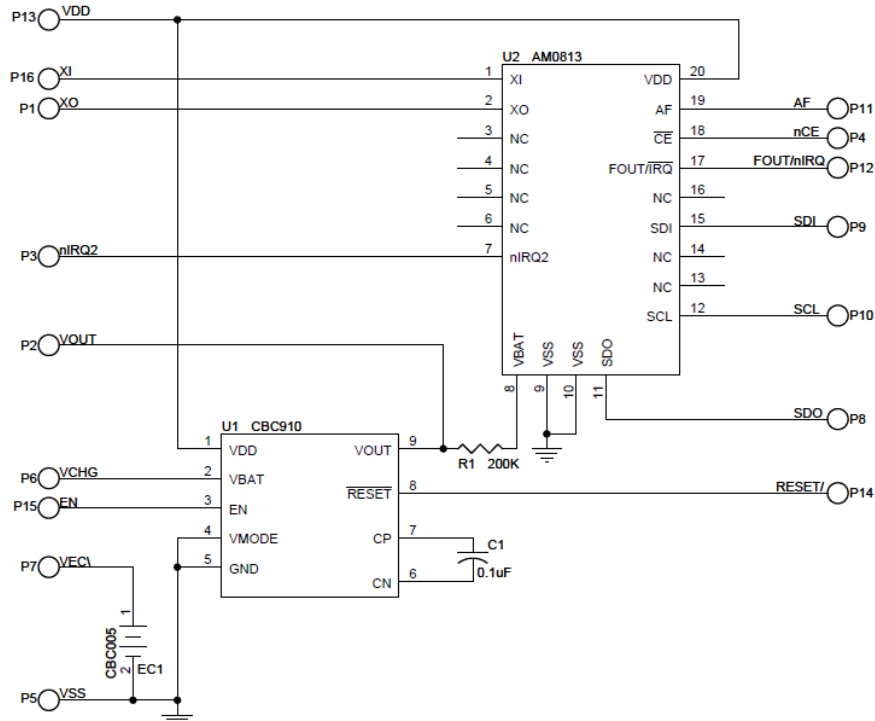 P13 VDD
U2 AM0813
P16 XI 1 XI VDD 20
P1 XO 2 XO AF 19 AF P11
3 NC CE 18 nCE P4
4 NC FOUT/IRQ 17 FOUT/nIRQ P12
5 NC NC 16
6 NC SDI 15 SDI P9
P3 nIRQ2 7 nIRQ2 NC 14
NC 13
SCL 12 SCL P10
P2 VOUT
VBAT VSS VSS SDO
8 9 10 11
SDO P8
U1 CBC910
1 VDD VOUT 9
R1 200K
P6 VCHG 2 VBAT
RESET 8 RESET/ P14
P15 EN 3 EN
4 VMODE CP 7
C1
0.1uF
P7 VEC\ 5 GND CN 6
1
CBC005
2 EC1
P5 VSS